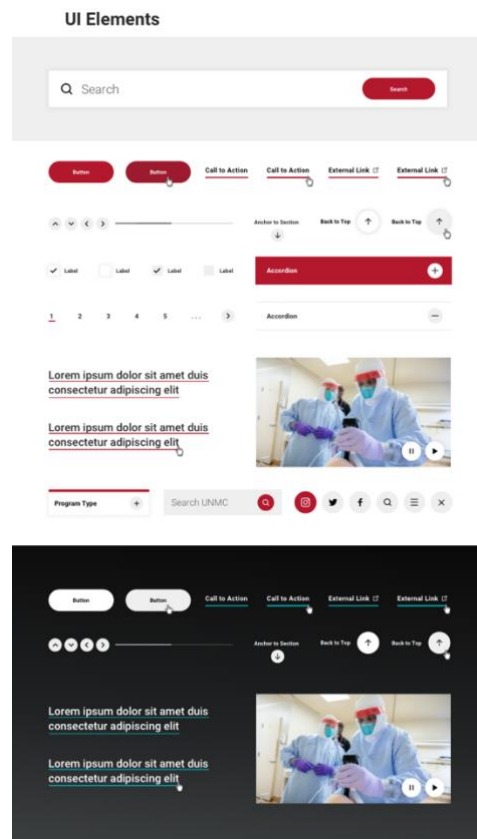 UI Elements
Search Search
Button Button Call to Action Call to Action External Link External Link
Anchor to Section Back to Top Back to Top
Label Label Label Label Accordion
1 2 3 4 5 ... Accordion
Lorem ipsum dolor sit amet duis
consectetur adipiscing elit
Lorem ipsum dolor sit amet duis
consectetur adipiscing elit
Program Type Search UNMC
Button Button Call to Action Call to Action External Link External Link
Anchor to Section Back to Top Back to Top
Lorem ipsum dolor sit amet duis
consectetur adipiscing elit
Lorem ipsum dolor sit amet duis
consectetur adipiscing elit